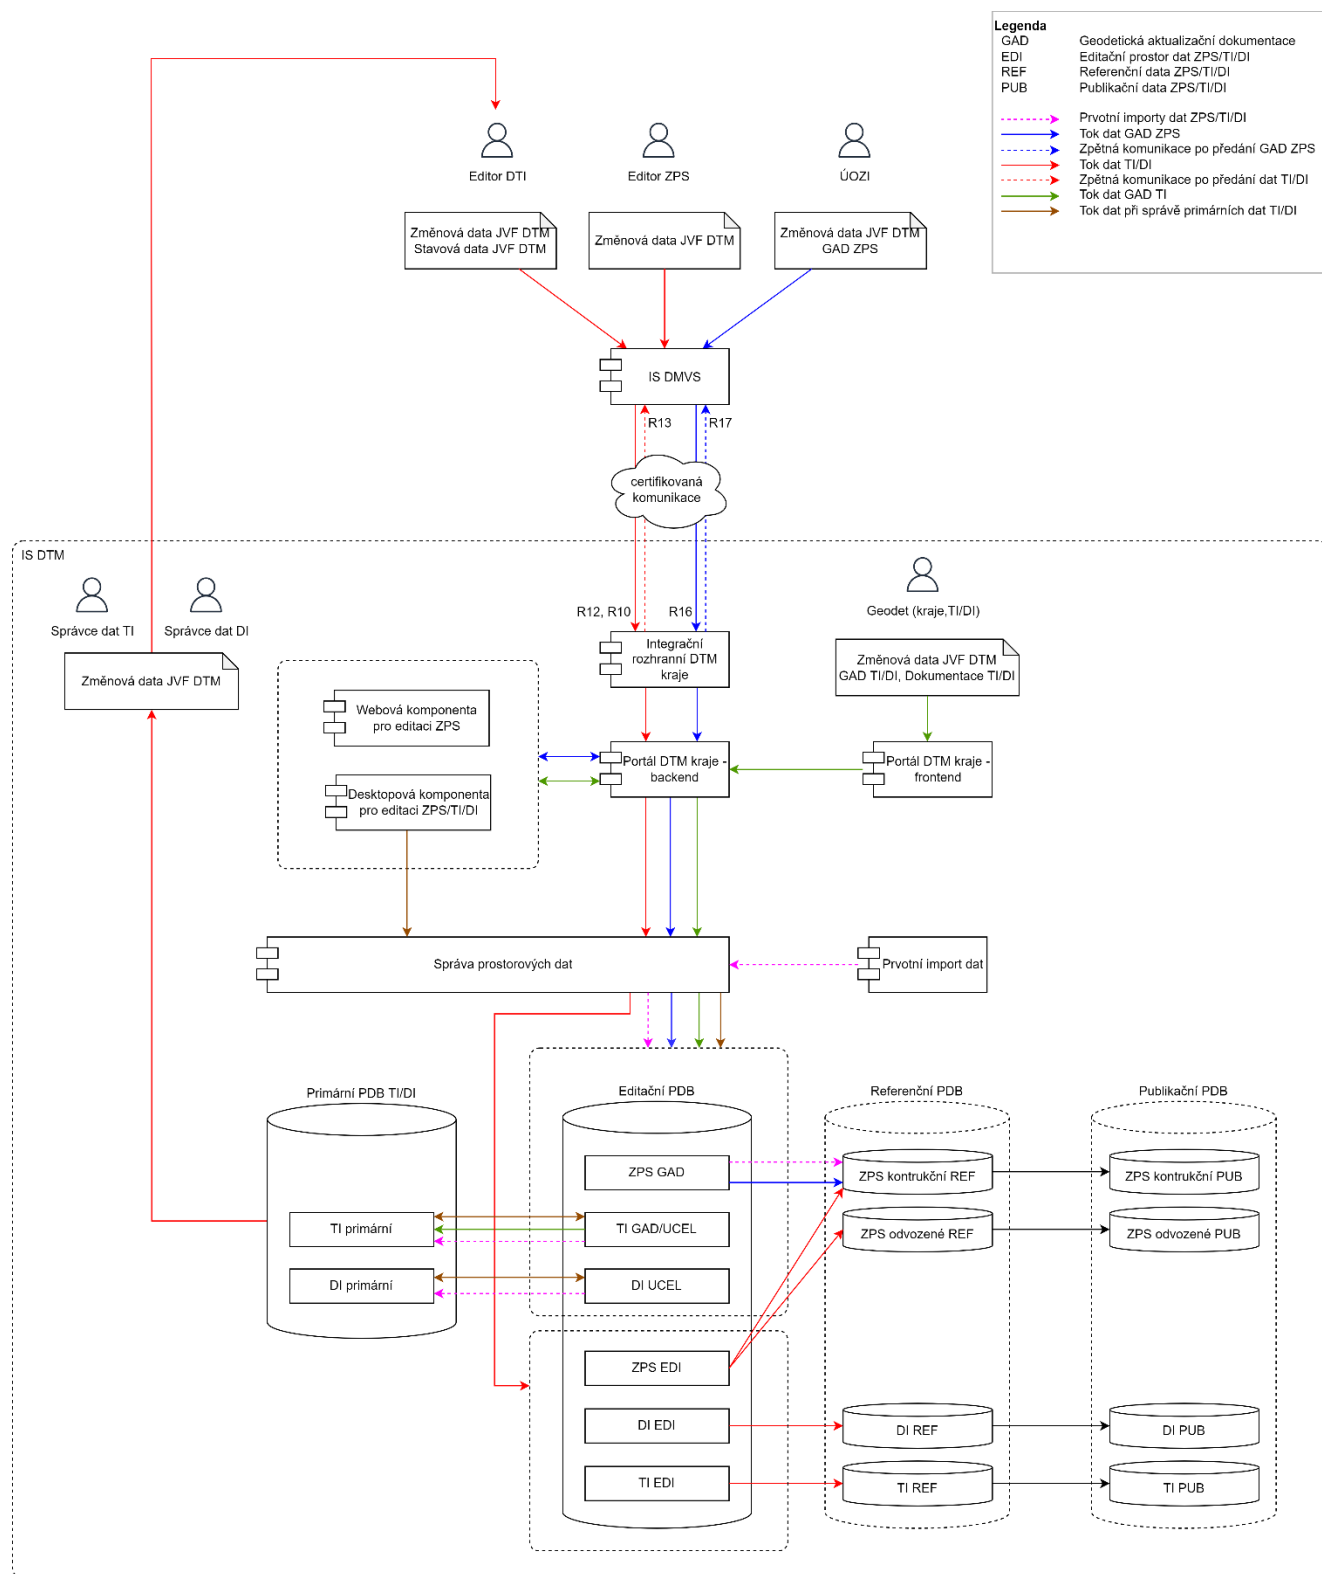 Legenda
GAD Geodetická aktualizační dokumentace
EDI Editační prostor dat ZPS/TI/DI
REF Referenční data ZPS/TI/DI
PUB Publikační data ZPS/TI/DI
Prvotní importy dat ZPS/TI/DI
Tok dat GAD ZPS
Zpětná komunikace po předání GAD ZPS
Tok dat TI/DI
Zpětná komunikace po předání dat TI/DI
Tok dat GAD TI
Tok dat při správě primárních dat TI/DI
Editor DTI
Editor ZPS
ÚOZI
Změnová data JVF DTM
Stavová data JVF DTM
Změnová data JVF DTM
Změnová data JVF DTM
GAD ZPS
IS DMVS
R13
R17
certifikovaná
komunikace
IS DTM
Správce dat TI
Správce dat DI
Geodet (kraje,TI/DI)
R12, R10
R16
Změnová data JVF DTM
Integrační
rozhranní DTM
kraje
Změnová data JVF DTM
GAD TI/DI, Dokumentace TI/DI
Webová komponenta
pro editaci ZPS
Portál DTM kraje -
backend
Portál DTM kraje -
frontend
Desktopová komponenta
pro editaci ZPS/TI/DI
Správa prostorových dat
Prvotní import dat
Primární PDB TI/DI
Editační PDB
Referenční PDB
Publikační PDB
ZPS GAD
ZPS kontrukční REF
ZPS kontrukční PUB
TI primární
TI GAD/UCEL
ZPS odvozené REF
ZPS odvozené PUB
DI primární
DI UCEL
ZPS EDI
DI EDI
DI REF
DI PUB
TI EDI
TI REF
TI PUB